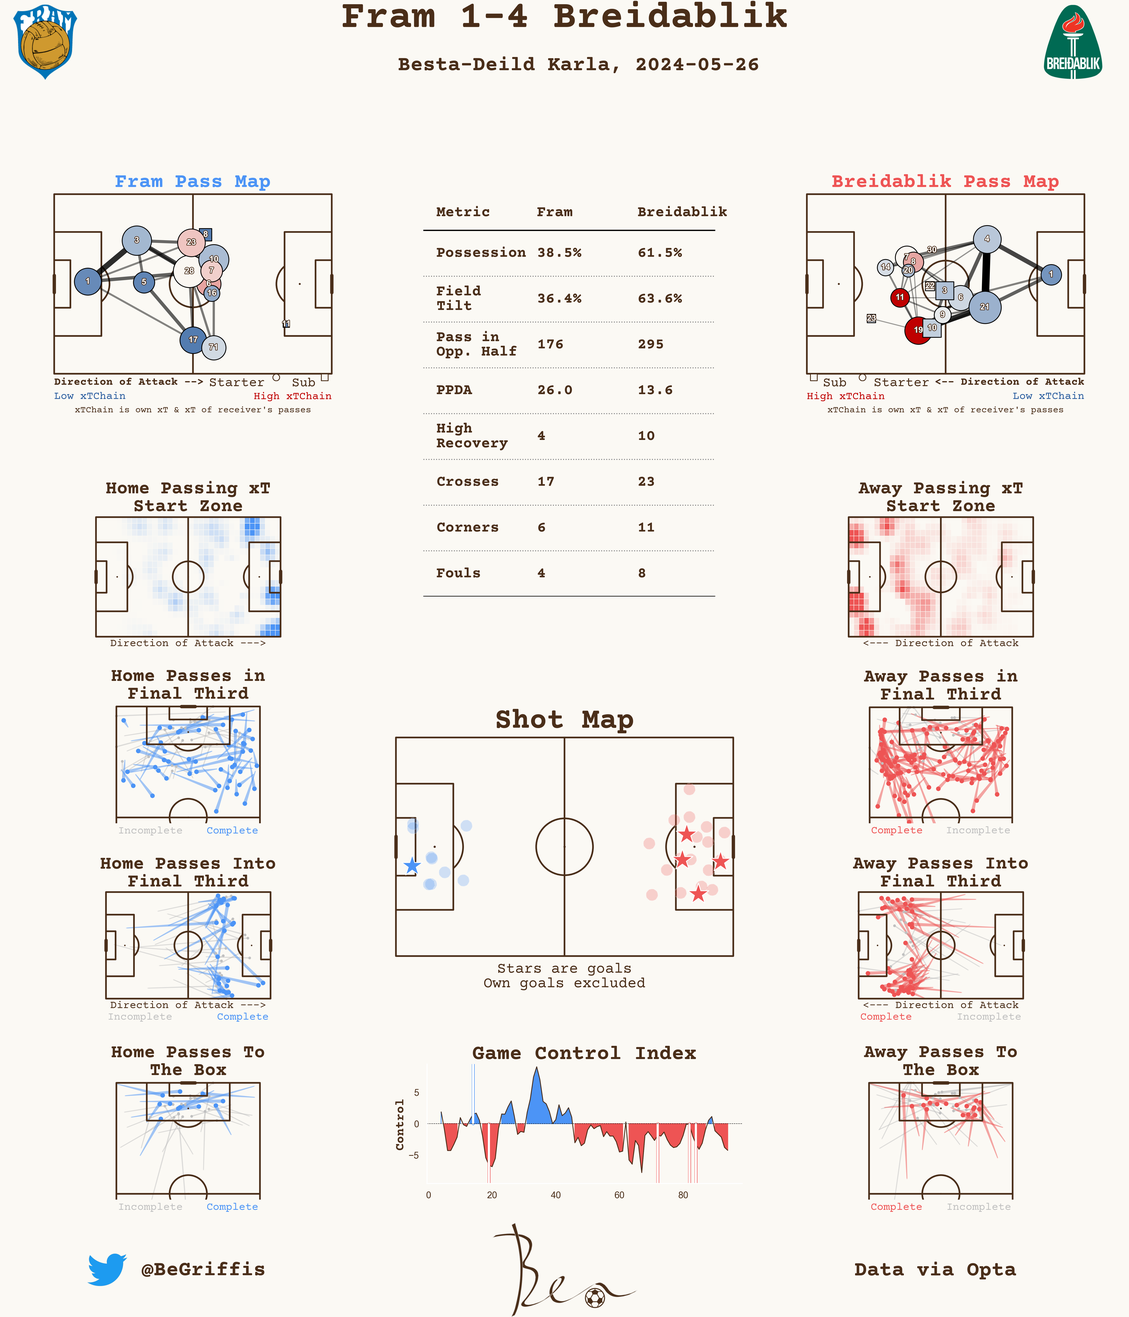 Fram 1-4 Breidablik
Besta-Deild Karla, 2024-05-26
FRAM
BREIÐABLIK
Fram Pass Map
1
3
5
23
8
10
28
7
16
17
71
11
Direction of Attack --> Starter Sub
Low xTChain High xTChain
xTChain is own xT & xT of receiver's passes
Metric Fram Breidablik
Possession 38.5% 61.5%
Field
Tilt 36.4% 63.6%
Pass in
Opp. Half 176 295
PPDA 26.0 13.6
High
Recovery 4 10
Crosses 17 23
Corners 6 11
Fouls 4 8
Breidablik Pass Map
4
30
7
8
14
20
1
22
3
6
11
21
9
23
19
10
Sub Starter <-- Direction of Attack
High xTChain Low xTChain
xTChain is own xT & xT of receiver's passes
Home Passing xT
Start Zone
Direction of Attack --->
Away Passing xT
Start Zone
<--- Direction of Attack
Home Passes in
Final Third
Incomplete Complete
Away Passes in
Final Third
Complete Incomplete
Shot Map
Stars are goals
Own goals excluded
Home Passes Into
Final Third
Direction of Attack --->
Incomplete Complete
Away Passes Into
Final Third
<--- Direction of Attack
Complete Incomplete
Home Passes To
The Box
Incomplete Complete
Game Control Index
Control
5
0
−5
0 20 40 60 80
Away Passes To
The Box
Complete Incomplete
@BeGriffis
Bea
Data via Opta